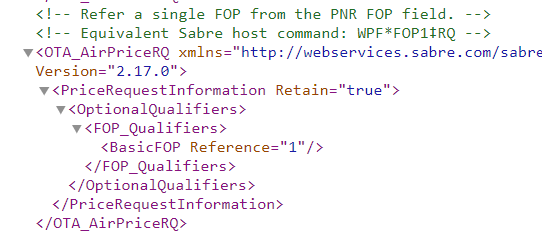 <!-- Refer a single FOP from the PNR FOP field. -->
<!-- Equivalent Sabre host command: WPF*FOP1‡RQ -->
<OTA_AirPriceRQ xmlns="http://webservices.sabre.com/sabre
Version="2.17.0">
<PriceRequestInformation Retain="true">
<OptionalQualifiers>
<FOP_Qualifiers>
<BasicFOP Reference="1"/>
</FOP_Qualifiers>
</OptionalQualifiers>
</PriceRequestInformation>
</OTA_AirPriceRQ>